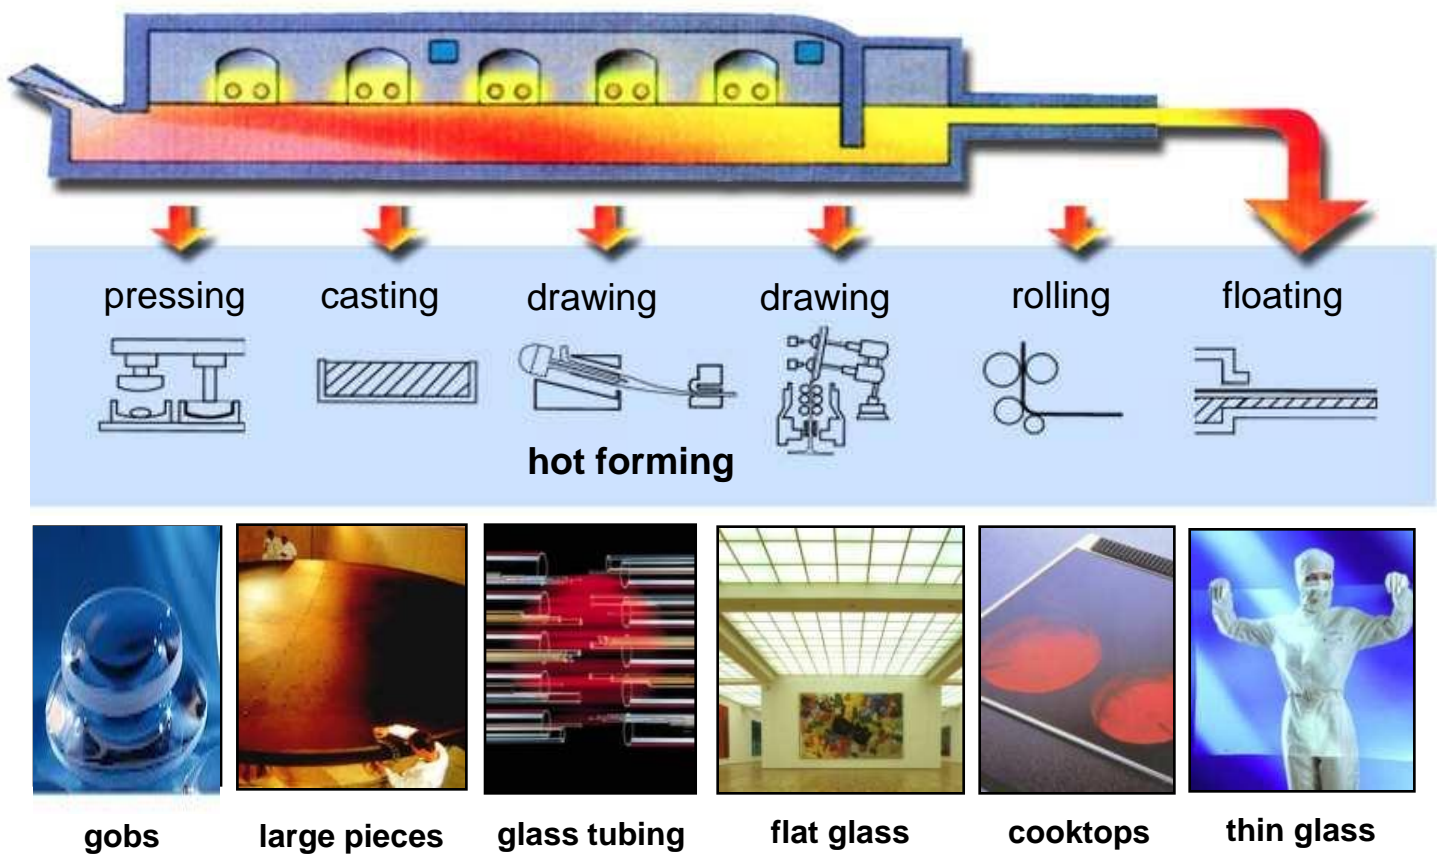 pressing
casting
drawing
drawing
rolling
floating
hot forming
gobs
large pieces
glass tubing
flat glass
cooktops
thin glass